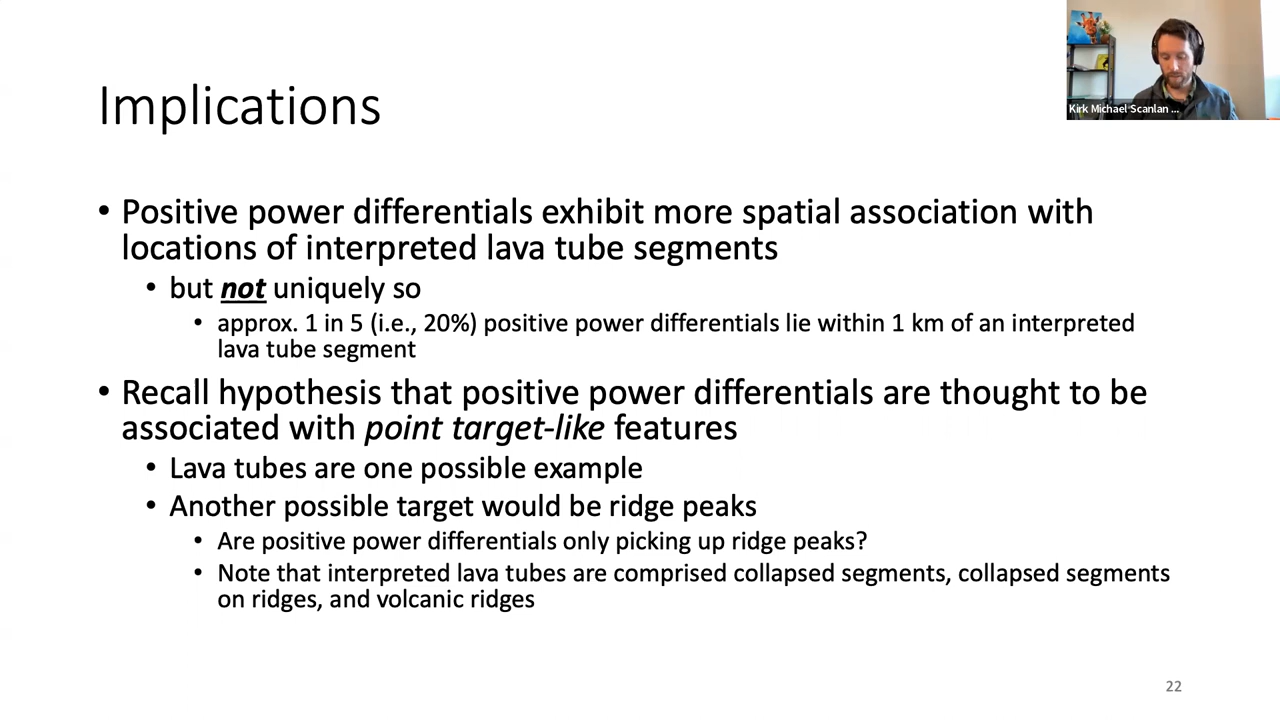 Implications
Kirk Michael Scanlan ...
• Positive power differentials exhibit more spatial association with
locations of interpreted lava tube segments
• but not uniquely so
• approx. 1 in 5 (i.e., 20%) positive power differentials lie within 1 km of an interpreted
lava tube segment
• Recall hypothesis that positive power differentials are thought to be
associated with point target-like features
• Lava tubes are one possible example
• Another possible target would be ridge peaks
• Are positive power differentials only picking up ridge peaks?
• Note that interpreted lava tubes are comprised collapsed segments, collapsed segments
on ridges, and volcanic ridges
22